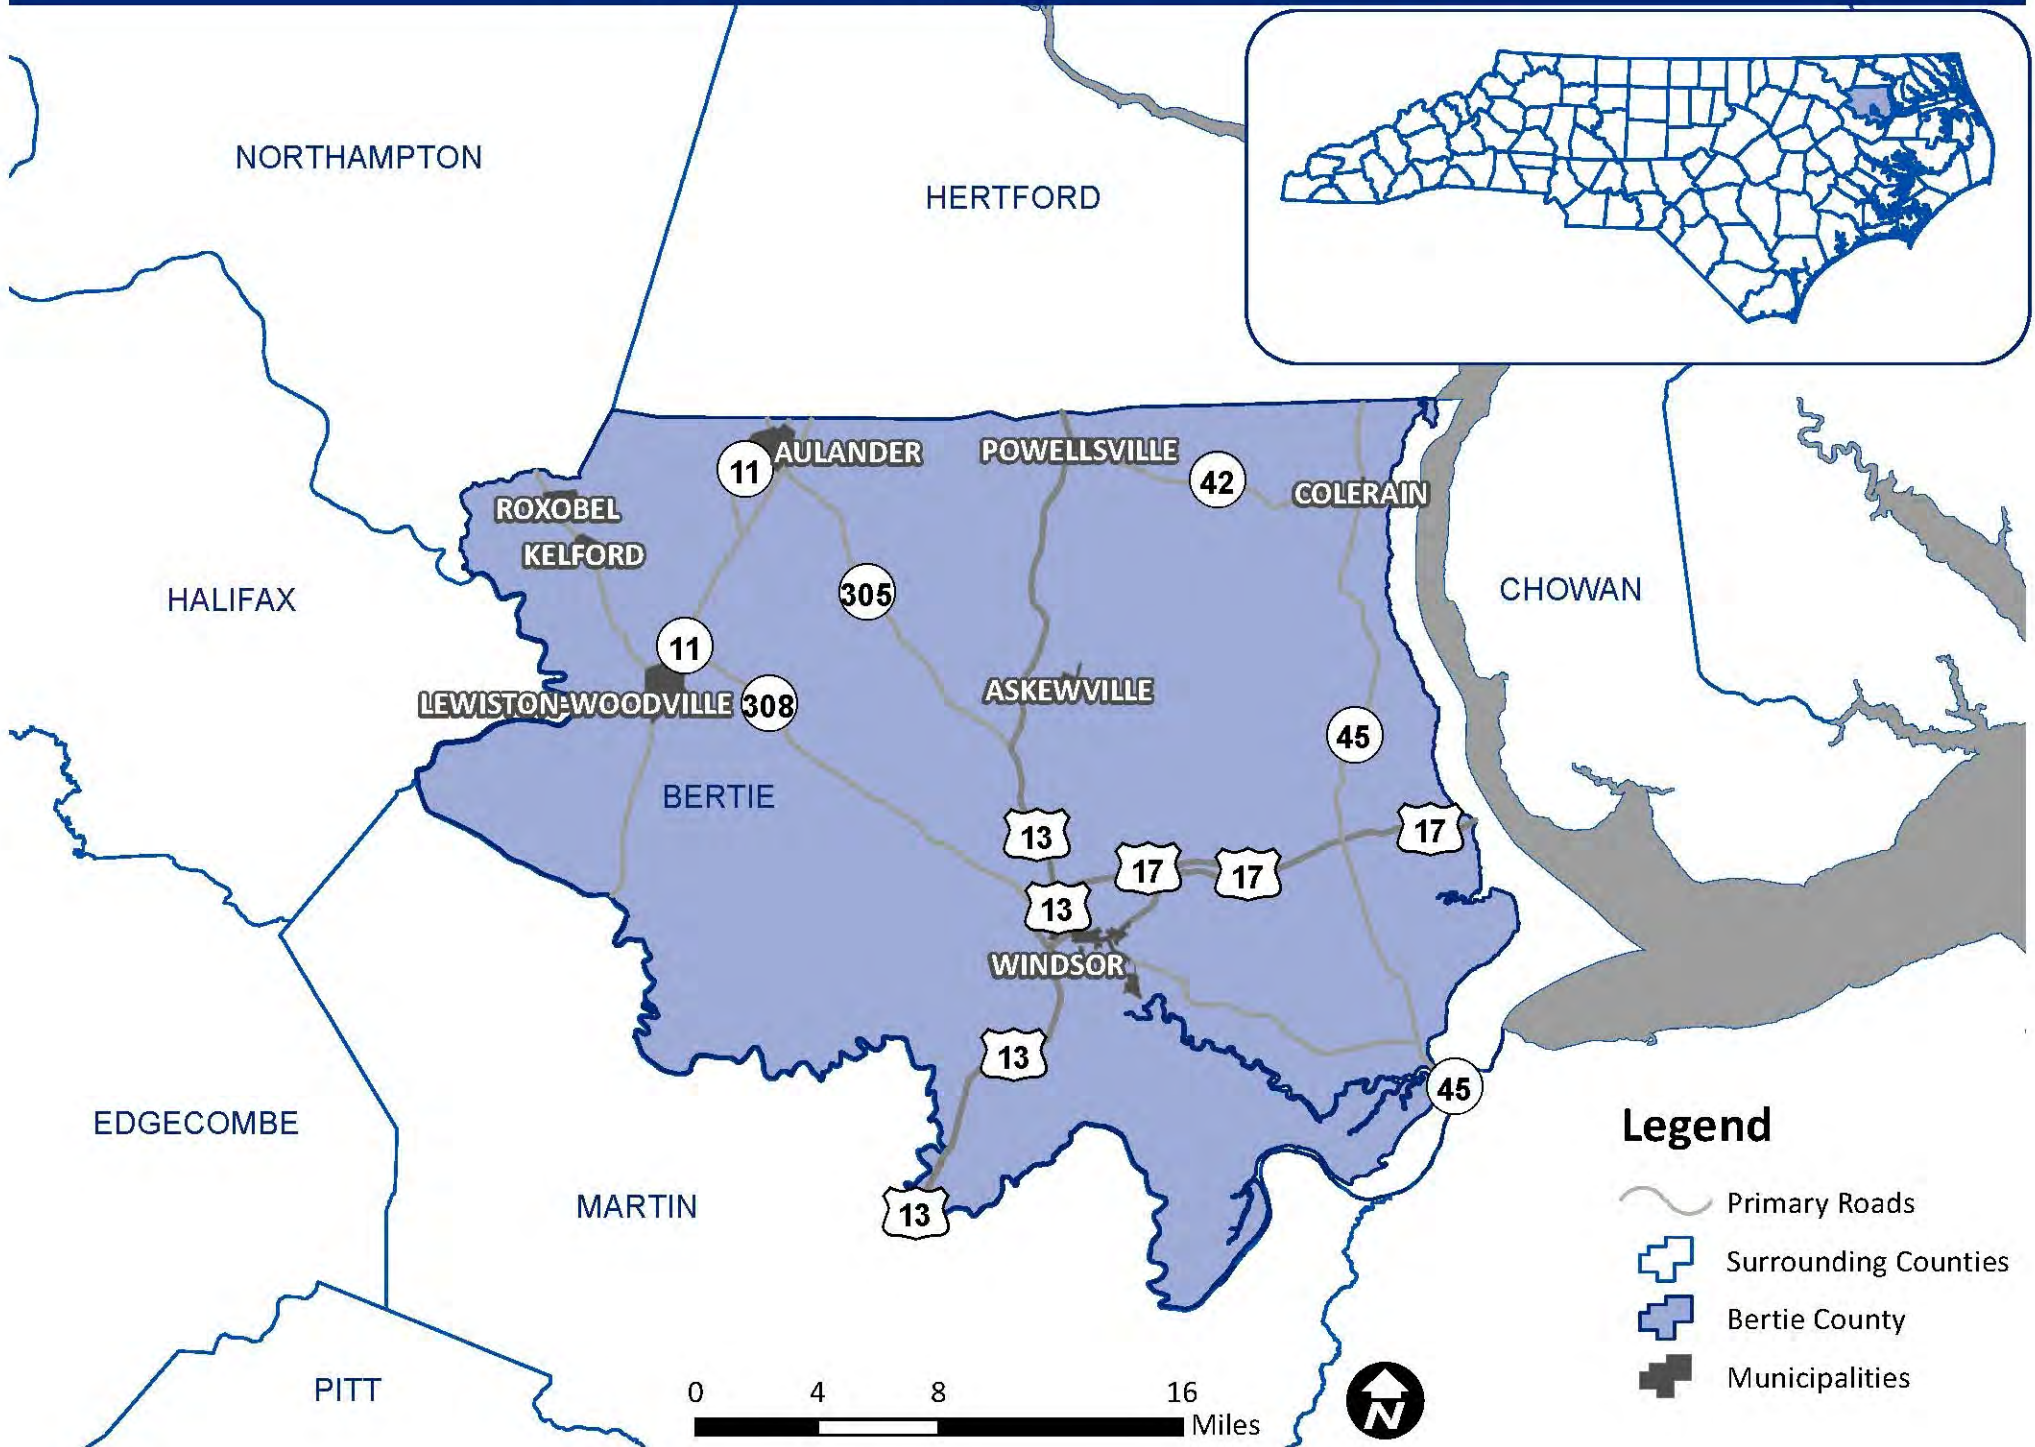 NORTHAMPTON
HERTFORD
AULANDER
POWELLSVILLE
11
42
COLERAIN
ROXOBEL
KELFORD
305
CHOWAN
HALIFAX
11
ASKEWVILLE
LEWISTON-WOODVILLE
308
45
BERTIE
13
17
17
17
13
WINDSOR
13
45
EDGECOMBE
MARTIN
13
PITT
Legend
Primary Roads
Surrounding Counties
Bertie County
Municipalities
0 4 8 16
Miles
N